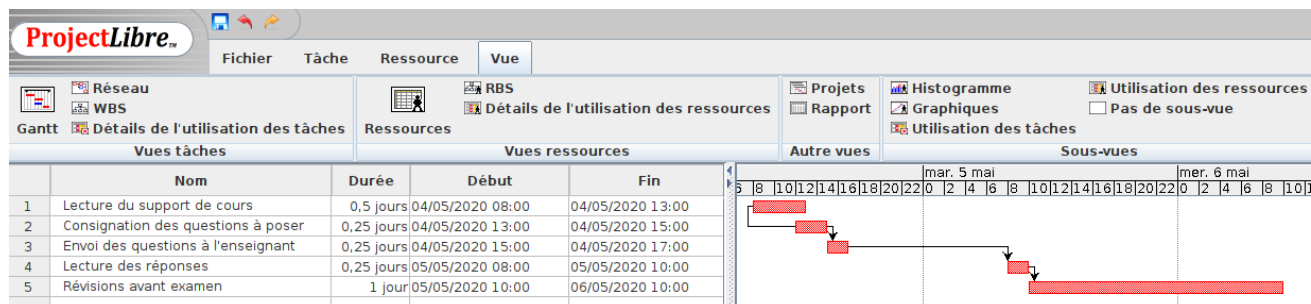 ProjectLibre™
Fichier Tâche Ressource Vue
Réseau RBS Projets Histogramme Utilisation des ressources
WBS Détails de l'utilisation des ressources Rapport Graphiques Pas de sous-vue
Gantt Détails de l'utilisation des tâches Ressources Utilisation des tâches
Vues tâches Vues ressources Autre vues Sous-vues
Nom Durée Début Fin mar. 5 mai mer. 6 mai
8 10 12 14 16 18 20 22 0 2 4 6 8 10 12 14 16 18 20 22 0 2 4 6 8
1 Lecture du support de cours 0,5 jours 04/05/2020 08:00 04/05/2020 13:00
2 Consignation des questions à poser 0,25 jours 04/05/2020 13:00 04/05/2020 15:00
3 Envoi des questions à l'enseignant 0,25 jours 04/05/2020 15:00 04/05/2020 17:00
4 Lecture des réponses 0,25 jours 05/05/2020 08:00 05/05/2020 10:00
5 Révisions avant examen 1 jour 05/05/2020 10:00 06/05/2020 10:00